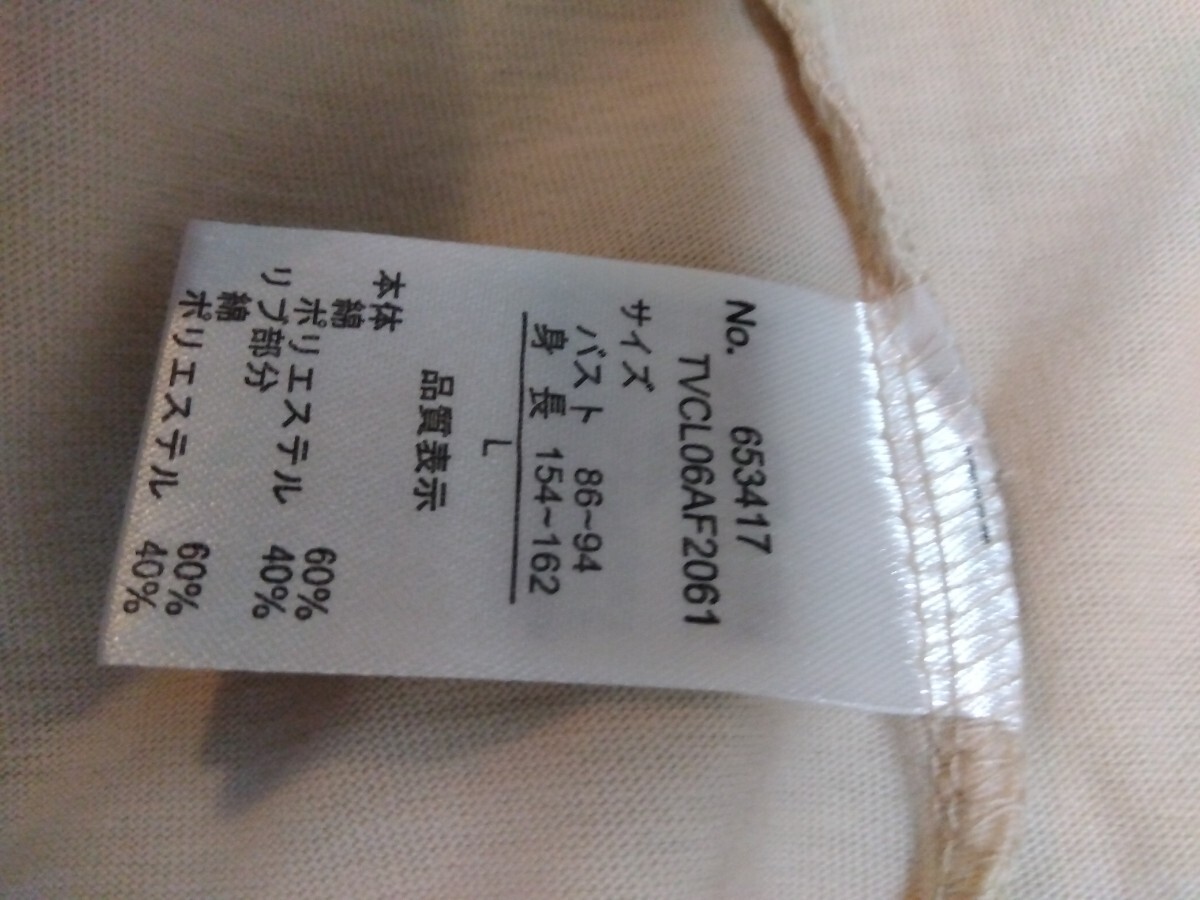 No. 653417
TVCL06AF2061
サイズ
バスト 86~94
身長 154~162
L
品質表示
本体
綿 60%
ポリエステル 40%
リブ部分
綿 60%
ポリエステル 40%